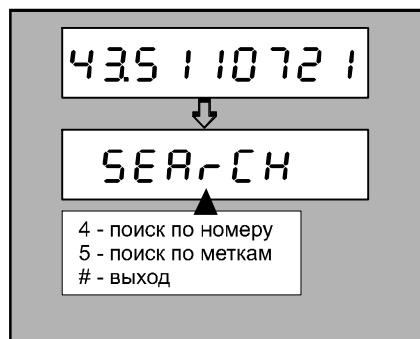 43.5110721
SEArCH
4 - поиск по номеру
5 - поиск по меткам
# - выход